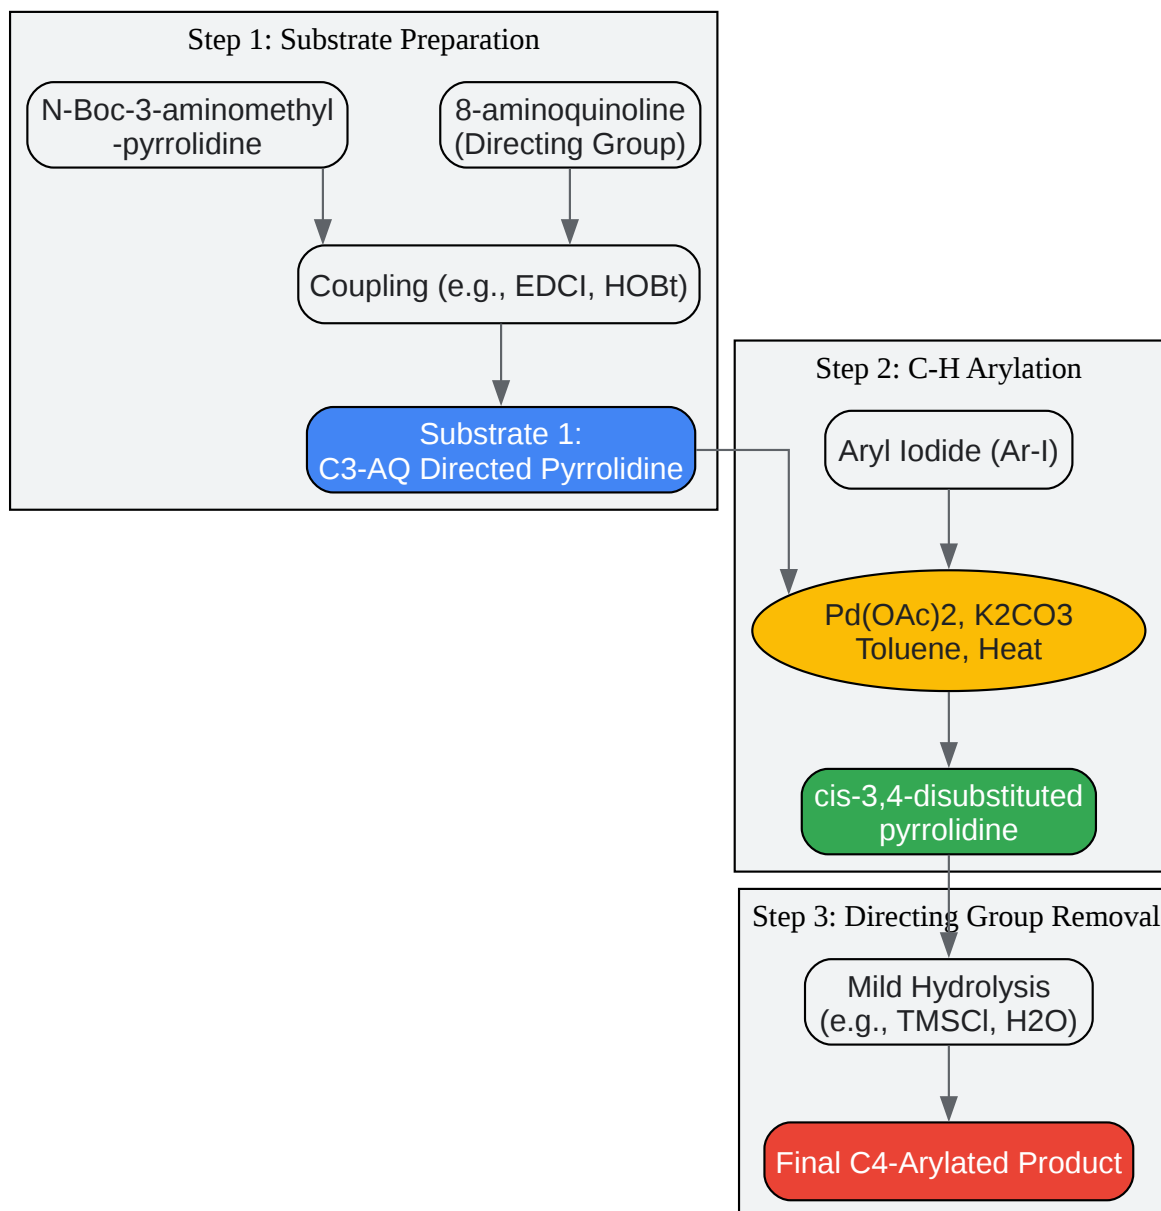 Step 1: Substrate Preparation
N-Boc-3-aminomethyl
-pyrrolidine
8-aminoquinoline
(Directing Group)
Coupling (e.g., EDCI, HOBt)
Substrate 1:
C3-AQ Directed Pyrrolidine
Step 2: C-H Arylation
Aryl Iodide (Ar-I)
Pd(OAc)2, K2CO3
Toluene, Heat
cis-3,4-disubstituted
pyrrolidine
Step 3: Directing Group Removal
Mild Hydrolysis
(e.g., TMSCl, H2O)
Final C4-Arylated Product